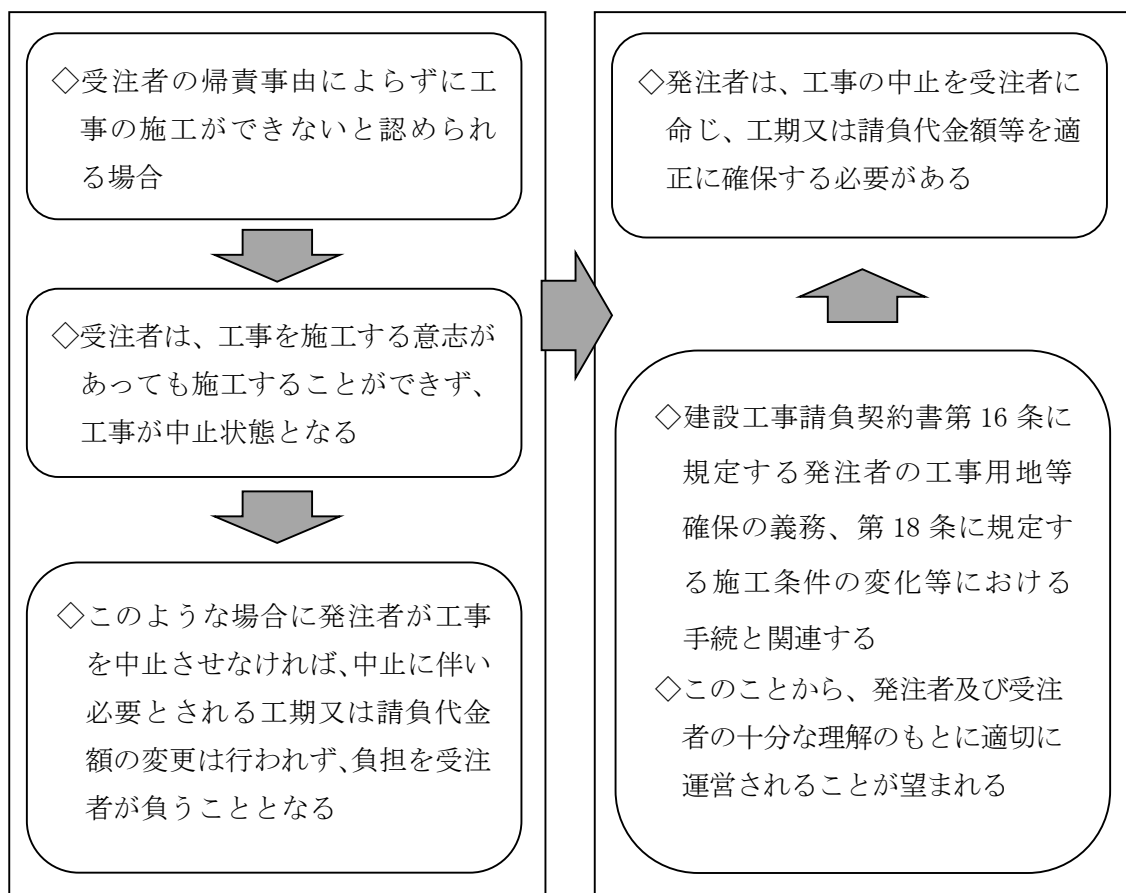 ◇受注者の帰責事由によらずに工
事の施工ができないと認められ
る場合
◇受注者は、工事を施工する意志が
あっても施工することができず、
工事が中止状態となる
◇このような場合に発注者が工事
を中止させなければ、中止に伴い
必要とされる工期又は請負代金
額の変更は行われず、負担を受注
者が負うこととなる
◇発注者は、工事の中止を受注者に
命じ、工期又は請負代金額等を適
正に確保する必要がある
◇建設工事請負契約書第 16 条に
規定する発注者の工事用地等
確保の義務、第 18 条に規定す
る施工条件の変化等における
手続と関連する
◇このことから、発注者及び受注
者の十分な理解のもとに適切に
運営されることが望まれる